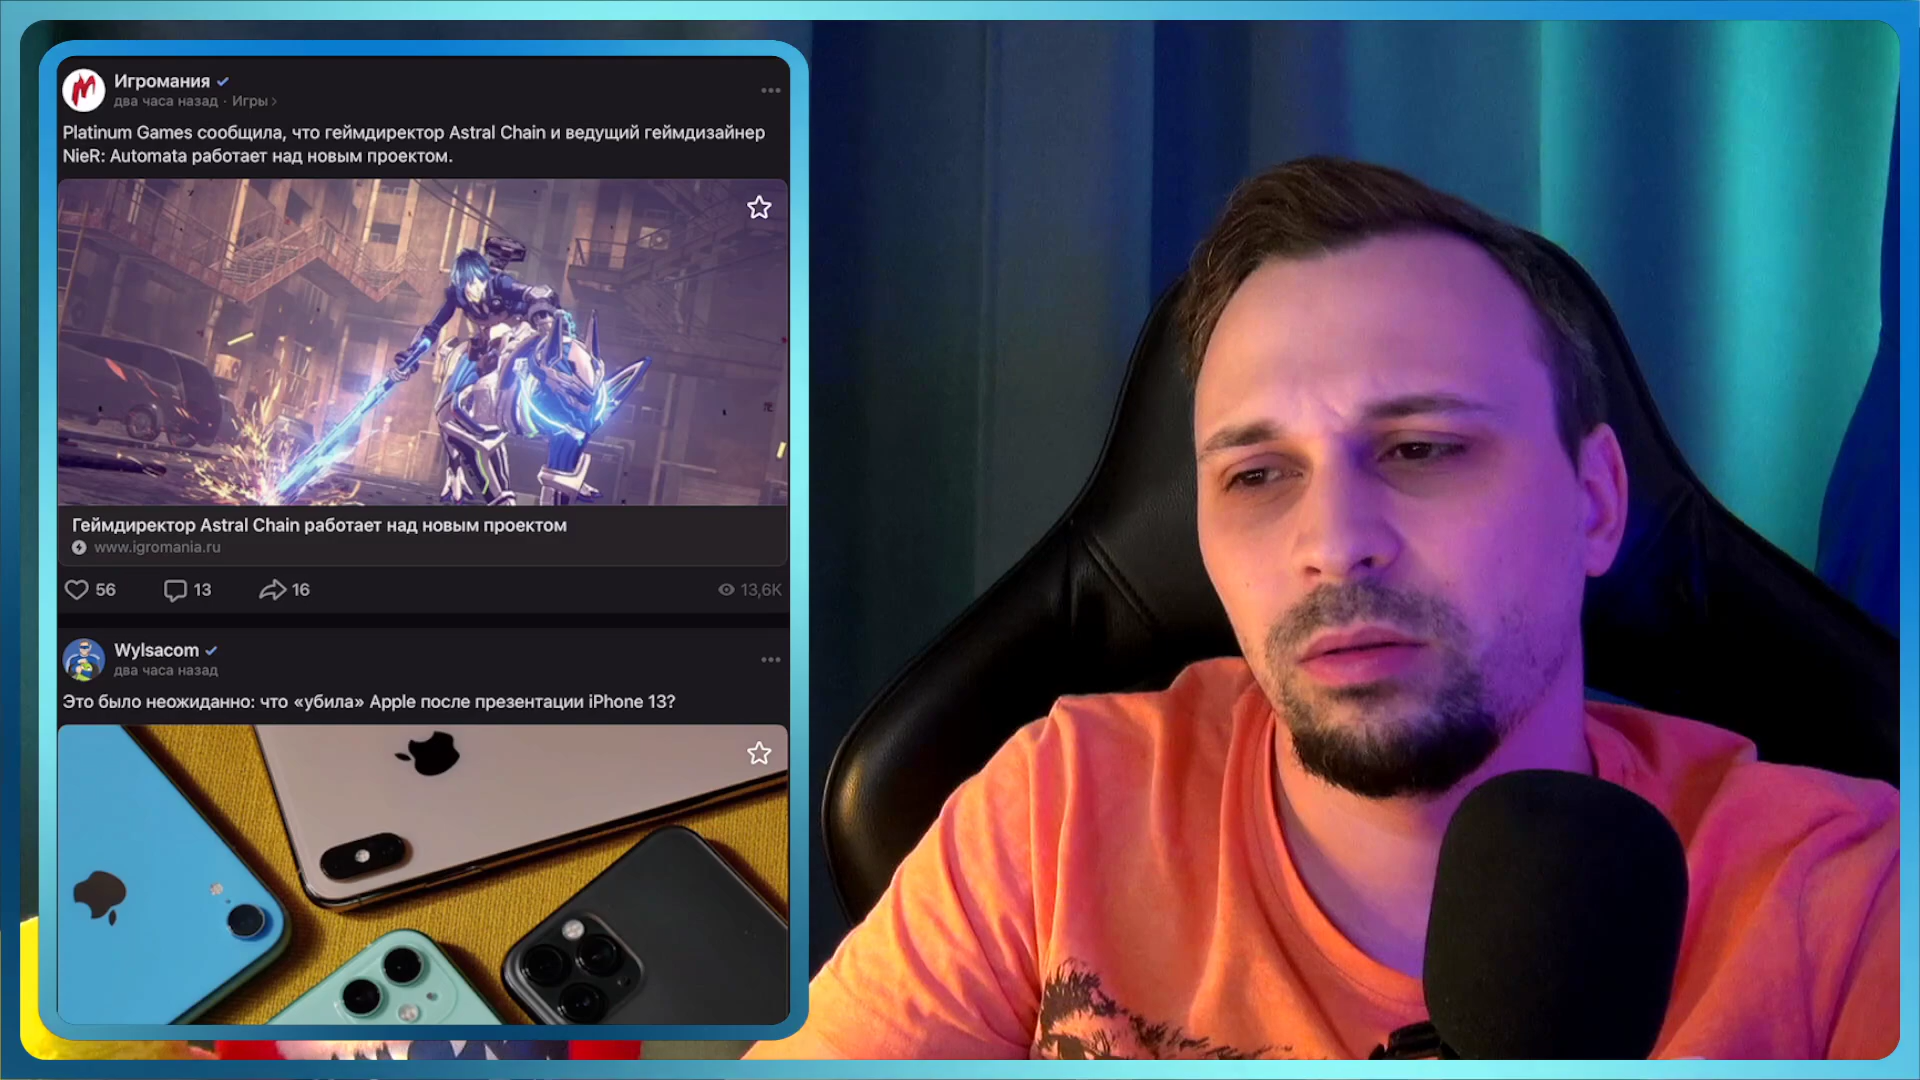 Игромания
два часа назад · Игры ›
Platinum Games сообщила, что геймдиректор Astral Chain и ведущий геймдизайнер
NieR: Automata работает над новым проектом.
Геймдиректор Astral Chain работает над новым проектом
www.igromania.ru
56 13 16 13,6K
Wylsacom
два часа назад
Это было неожиданно: что «убила» Apple после презентации iPhone 13?